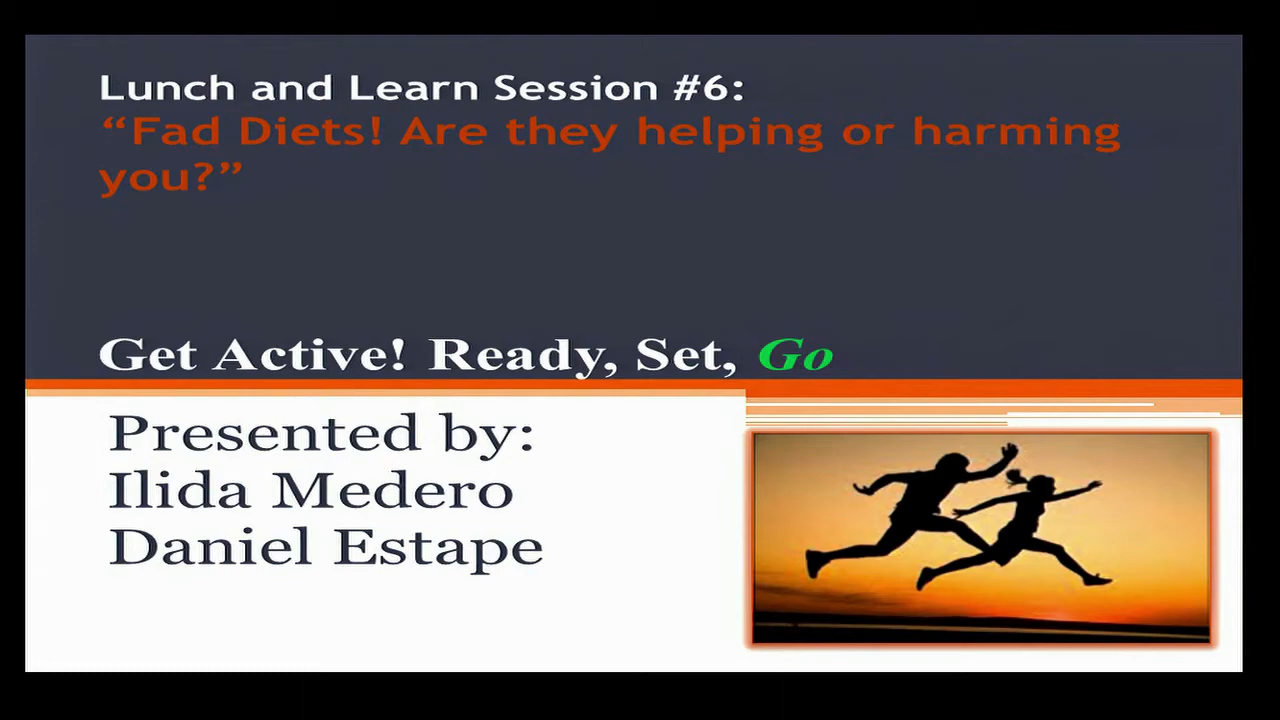 Lunch and Learn Session #6:
“Fad Diets! Are they helping or harming
you?”
Get Active! Ready, Set, Go
Presented by:
Ilida Medero
Daniel Estape